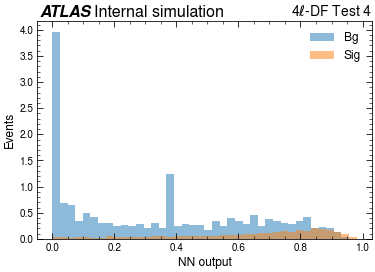 ATLAS Internal simulation
4ℓ-DF Test 4
Bg
Sig
4.0
3.5
3.0
2.5
2.0
1.5
1.0
0.5
0.0
Events
0.0 0.2 0.4 0.6 0.8 1.0
NN output